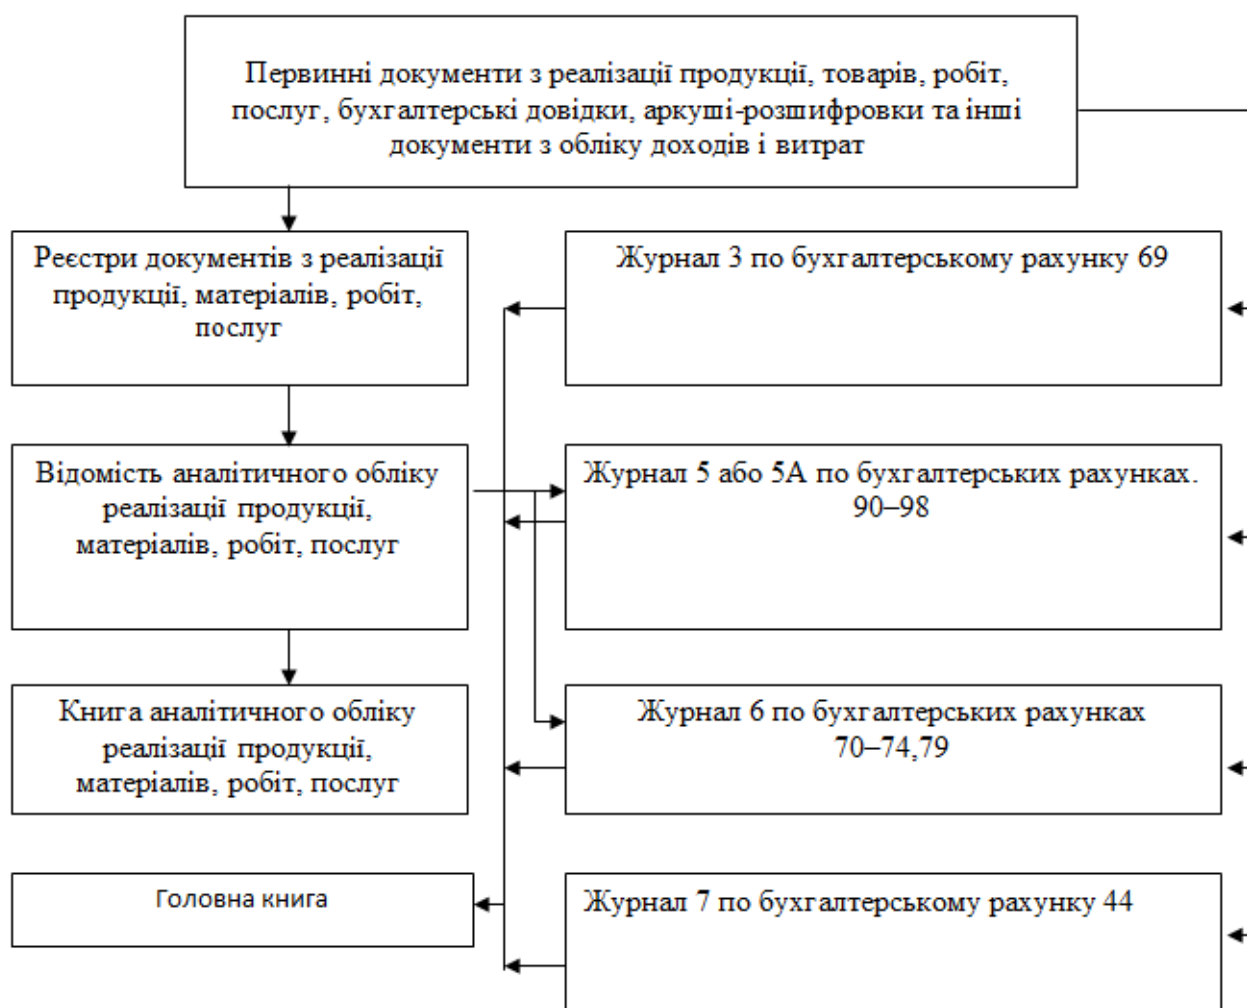 Первинні документи з реалізації продукції, товарів, робіт,
послуг, бухгалтерські довідки, аркуші-розшифровки та інші
документи з обліку доходів і витрат
Реєстри документів з реалізації
продукції, матеріалів, робіт,
послуг
Журнал 3 по бухгалтерському рахунку 69
Відомість аналітичного обліку
реалізації продукції,
матеріалів, робіт, послуг
Журнал 5 або 5А по бухгалтерських рахунках.
90–98
Книга аналітичного обліку
реалізації продукції,
матеріалів, робіт, послуг
Журнал 6 по бухгалтерських рахунках
70–74,79
Головна книга
Журнал 7 по бухгалтерському рахунку 44